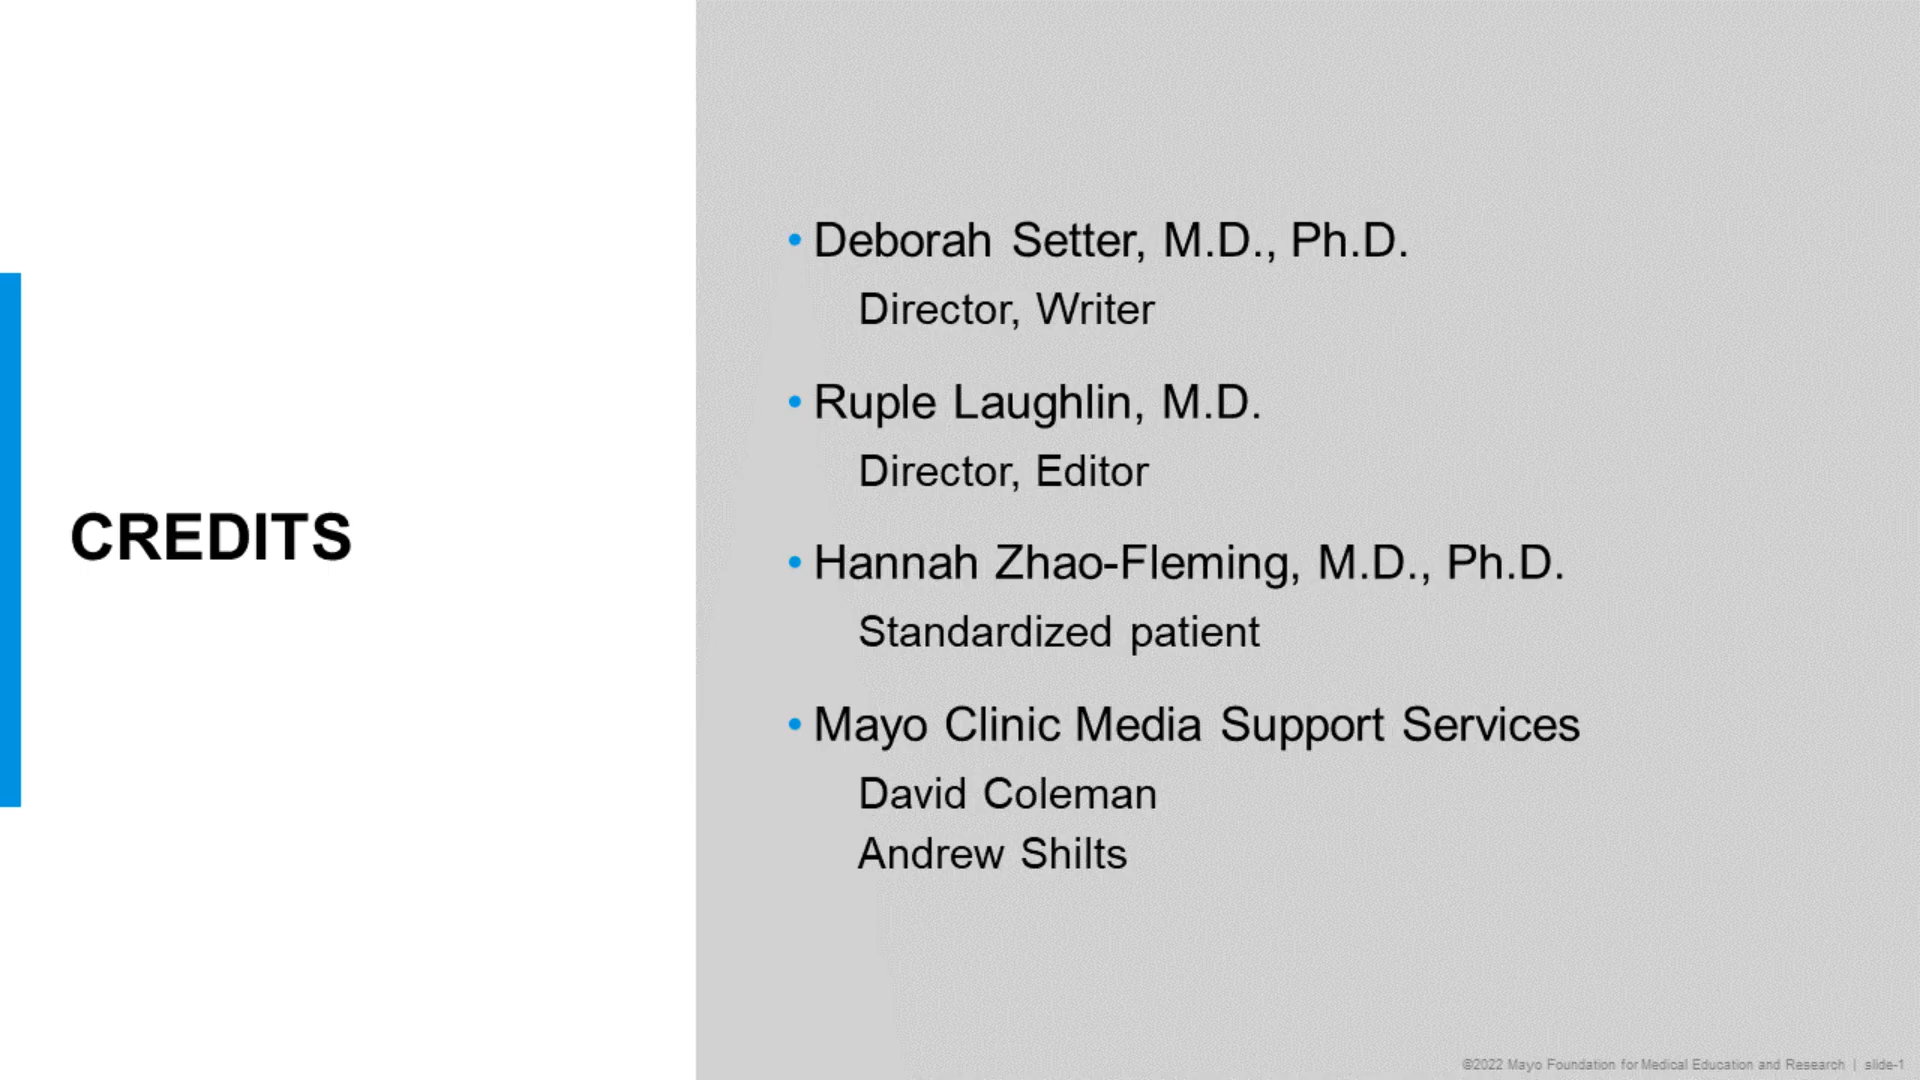 CREDITS
• Deborah Setter, M.D., Ph.D.
Director, Writer
• Ruple Laughlin, M.D.
Director, Editor
• Hannah Zhao-Fleming, M.D., Ph.D.
Standardized patient
• Mayo Clinic Media Support Services
David Coleman
Andrew Shilts
©2022 Mayo Foundation for Medical Education and Research | slide-1